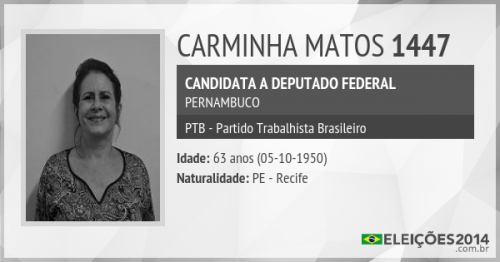 CARMINHA MATOS 1447
CANDIDATA A DEPUTADO FEDERAL
PERNAMBUCO
PTB - Partido Trabalhista Brasileiro
Idade: 63 anos (05-10-1950)
Naturalidade: PE - Recife
ELEIÇÕES2014
.com.br